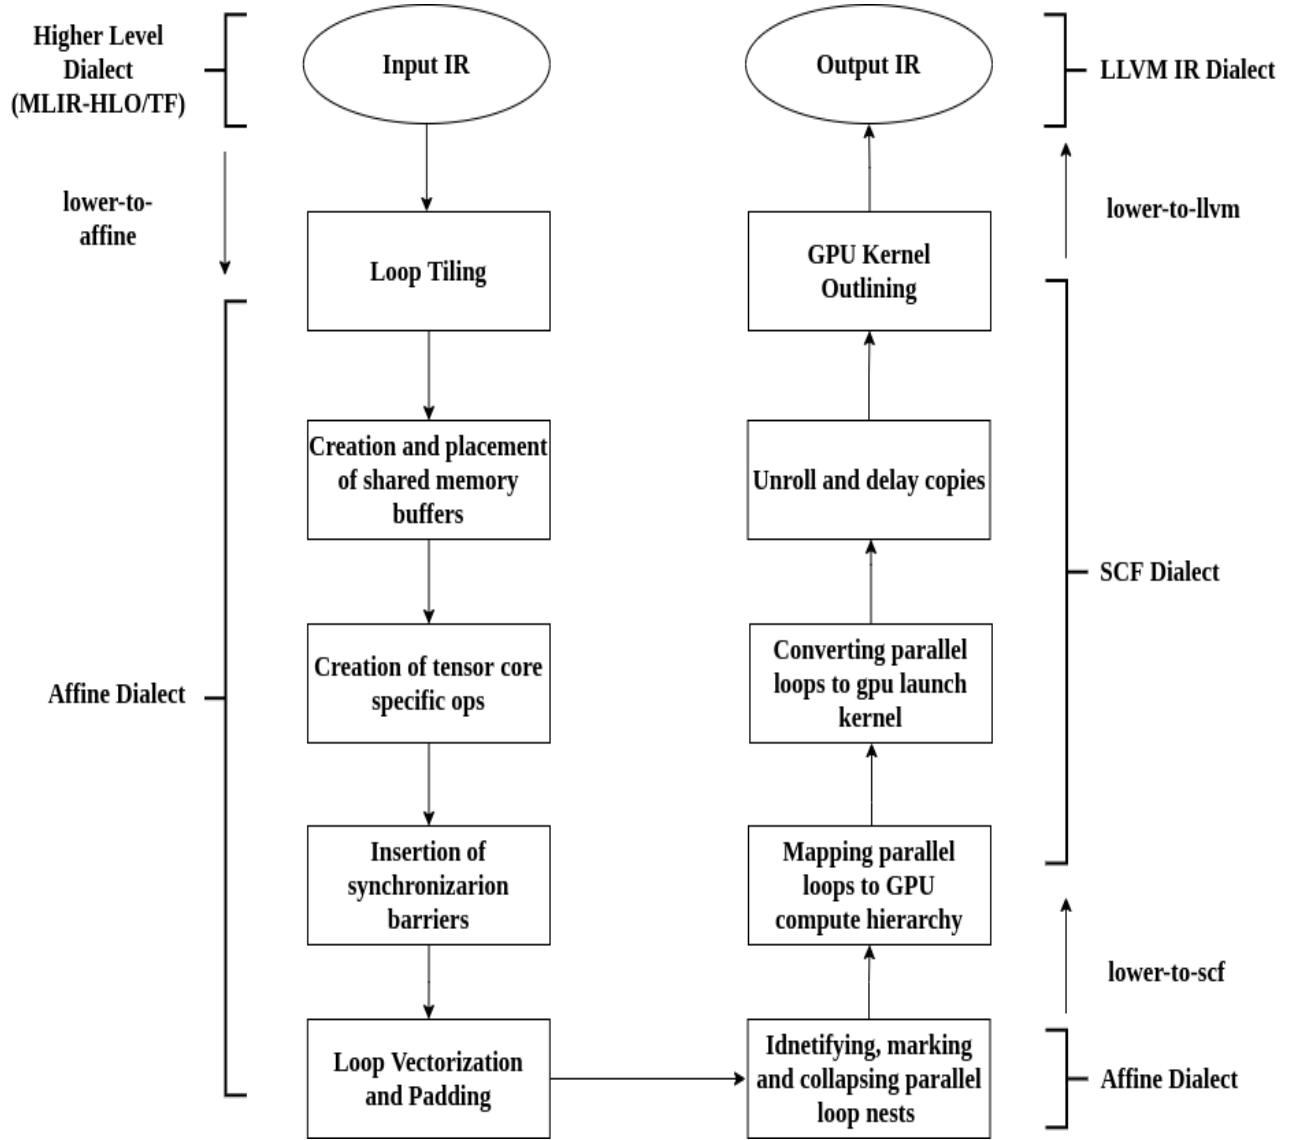 Higher Level
Dialect
(MLIR-HLO/TF)
Input IR
Output IR
LLVM IR Dialect
lower-to-
affine
Loop Tiling
GPU Kernel
Outlining
lower-to-llvm
Creation and placement
of shared memory
buffers
Unroll and delay copies
SCF Dialect
Affine Dialect
Creation of tensor core
specific ops
Converting parallel
loops to gpu launch
kernel
Insertion of
synchronizarion
barriers
Mapping parallel
loops to GPU
compute hierarchy
lower-to-scf
Loop Vectorization
and Padding
Idnetifying, marking
and collapsing parallel
loop nests
Affine Dialect